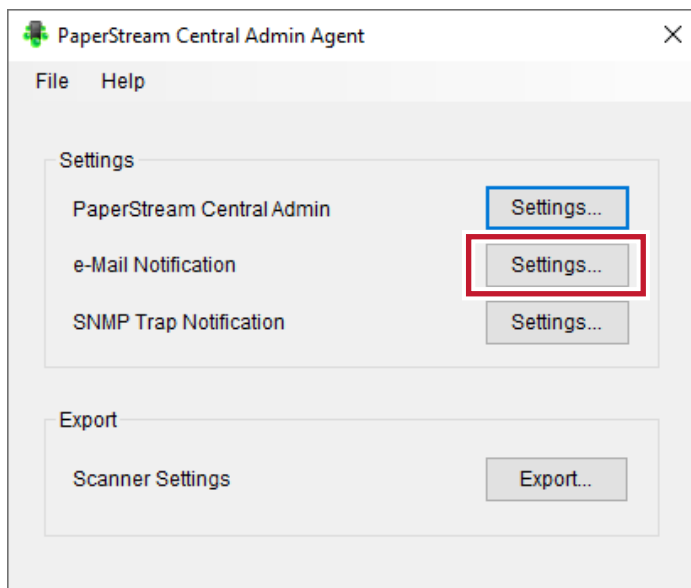 PaperStream Central Admin Agent
File Help
Settings
PaperStream Central Admin Settings...
e-Mail Notification Settings...
SNMP Trap Notification Settings...
Export
Scanner Settings Export...